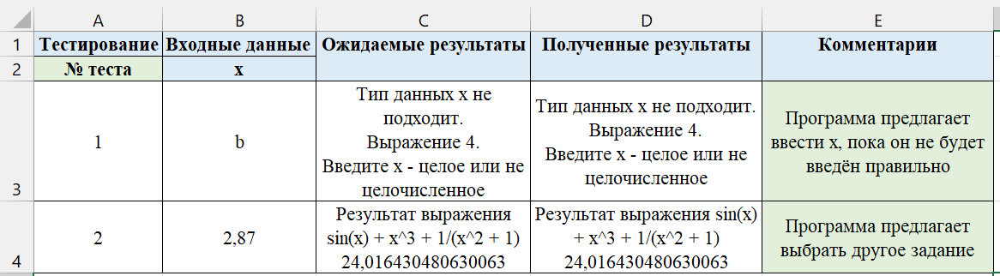 A B C D E
1 Тестирование Входные данные Ожидаемые результаты Полученные результаты Комментарии
2 № теста x
Тип данных x не
подходит.
Выражение 4.
Введите x - целое или не
целочисленное
Тип данных x не подходит.
Выражение 4.
Введите x - целое или не
целочисленное
Программа предлагает
ввести x, пока он не будет
введён правильно
1 b
3
Результат выражения
sin(x) + x^3 + 1/(x^2 + 1)
24,016430480630063
Результат выражения sin(x)
+ x^3 + 1/(x^2 + 1)
24,016430480630063
Программа предлагает
выбрать другое задание
2 2,87
4